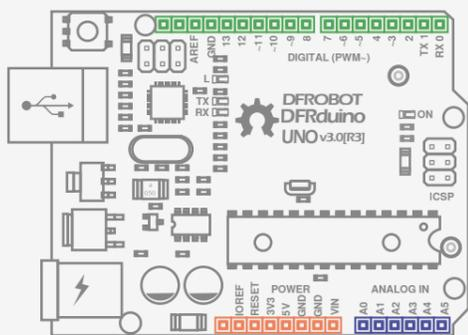 AREF
GND
13
12
~11
~10
~9
8
7
~6
~5
4
~3
2
TX 1
RX 0
DIGITAL (PWM~)
L
TX
RX
DFROBOT
DFRduino
UNO v3.0[R3]
ON
ICSP
POWER
ANALOG IN
IOREF
RESET
3V3
5V
GND
GND
VIN
A0
A1
A2
A3
A4
A5